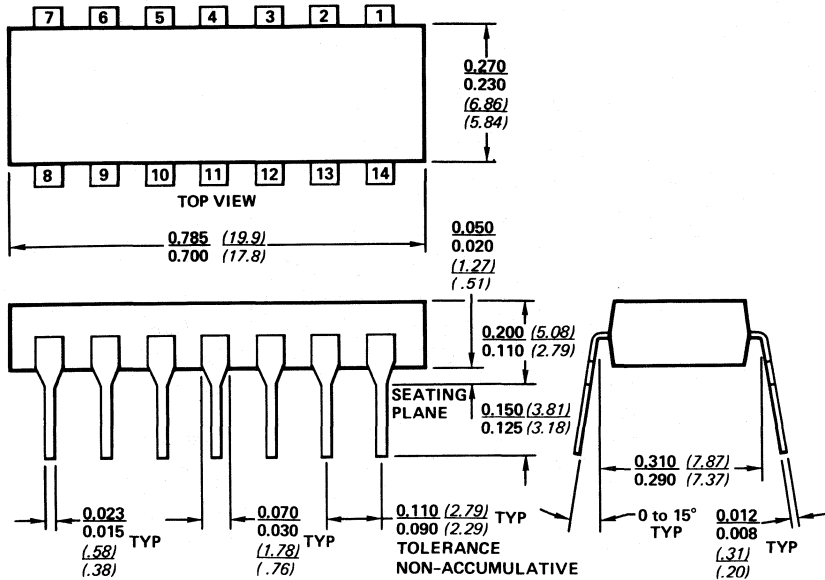 7 6 5 4 3 2 1
0.270
0.230
(6.86)
(5.84)
8 9 10 11 12 13 14
TOP VIEW
0.785 (19.9)
0.700 (17.8)
0.050
0.020
(1.27)
(.51)
0.200 (5.08)
0.110 (2.79)
SEATING
PLANE
0.150 (3.81)
0.125 (3.18)
0.310 (7.87)
0.290 (7.37)
0.023
0.015 TYP
(.58)
(.38)
0.070
0.030 TYP
(1.78)
(.76)
0.110 (2.79) TYP
0.090 (2.29)
TOLERANCE
NON-ACCUMULATIVE
0 to 15°
TYP
0.012
0.008 TYP
(.31)
(.20)